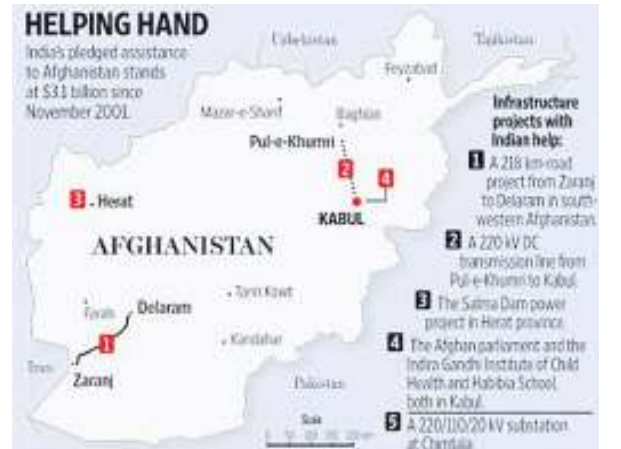 HELPING HAND
India's pledged assistance
to Afghanistan stands
at $3.1 billion since
November 2001.
Uzbekistan
Tajikistan
Feyzabad
Mazar-e-Sharif
Baghlan
Pul-e-Khumri
2
4
3
Herat
KABUL
AFGHANISTAN
Tarin Kowt
Farah
Delaram
1
Kandahar
Iran
Zaranj
Pakistan
Scale
Infrastructure
projects with
Indian help:
1 A 218 km road
project from Zaranj
to Delaram in south-
western Afghanistan.
2 A 220 kV DC
transmission line from
Pul-e-Khumri to Kabul.
3 The Salma Dam power
project in Herat province.
4 The Afghan parliament and the
Indira Gandhi Institute of Child
Health and Habibia School,
both in Kabul.
5 A 220/110/20 kV substation
at Chimtala